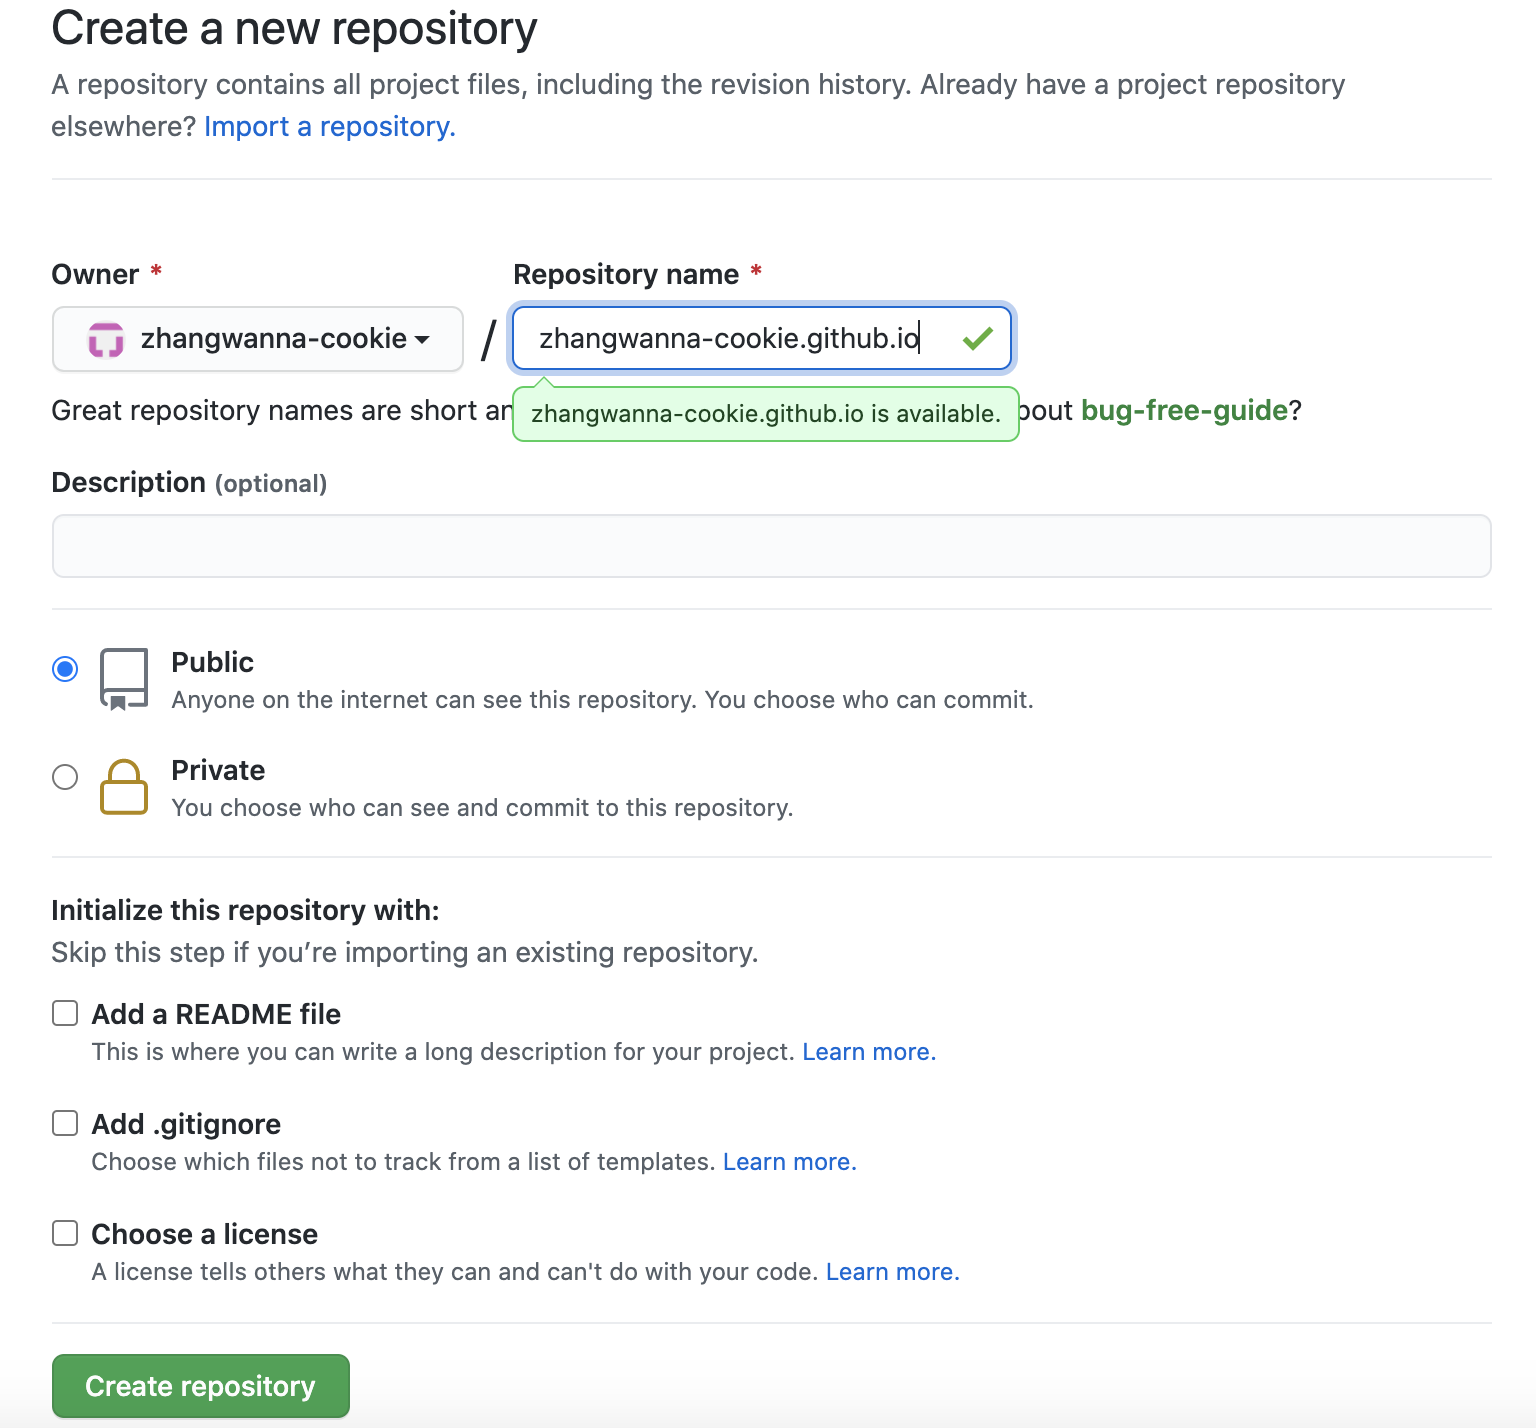 Create a new repository
A repository contains all project files, including the revision history. Already have a project repository
elsewhere? Import a repository.
Owner * Repository name *
zhangwanna-cookie / zhangwanna-cookie.github.io
Great repository names are short an bout bug-free-guide?
zhangwanna-cookie.github.io is available.
Description (optional)
Public
Anyone on the internet can see this repository. You choose who can commit.
Private
You choose who can see and commit to this repository.
Initialize this repository with:
Skip this step if you’re importing an existing repository.
Add a README file
This is where you can write a long description for your project. Learn more.
Add .gitignore
Choose which files not to track from a list of templates. Learn more.
Choose a license
A license tells others what they can and can't do with your code. Learn more.
Create repository